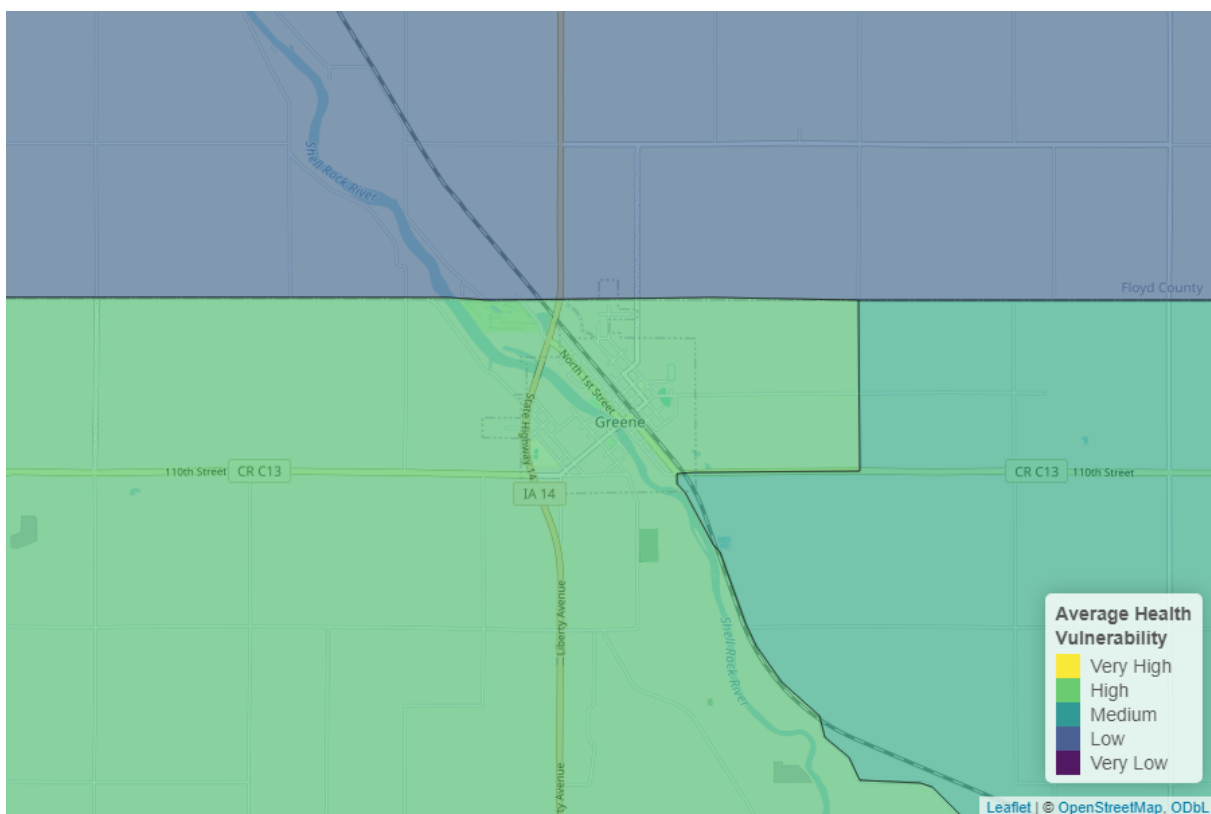 Shell Rock River
Floyd County
North 1st Street
State Highway 14
Greene
110th Street
CR C13
CR C13
110th Street
IA 14
Liberty Avenue
Shell Rock River
rty Avenue
Average Health
Vulnerability
Very High
High
Medium
Low
Very Low
Leaflet | © OpenStreetMap, ODbL